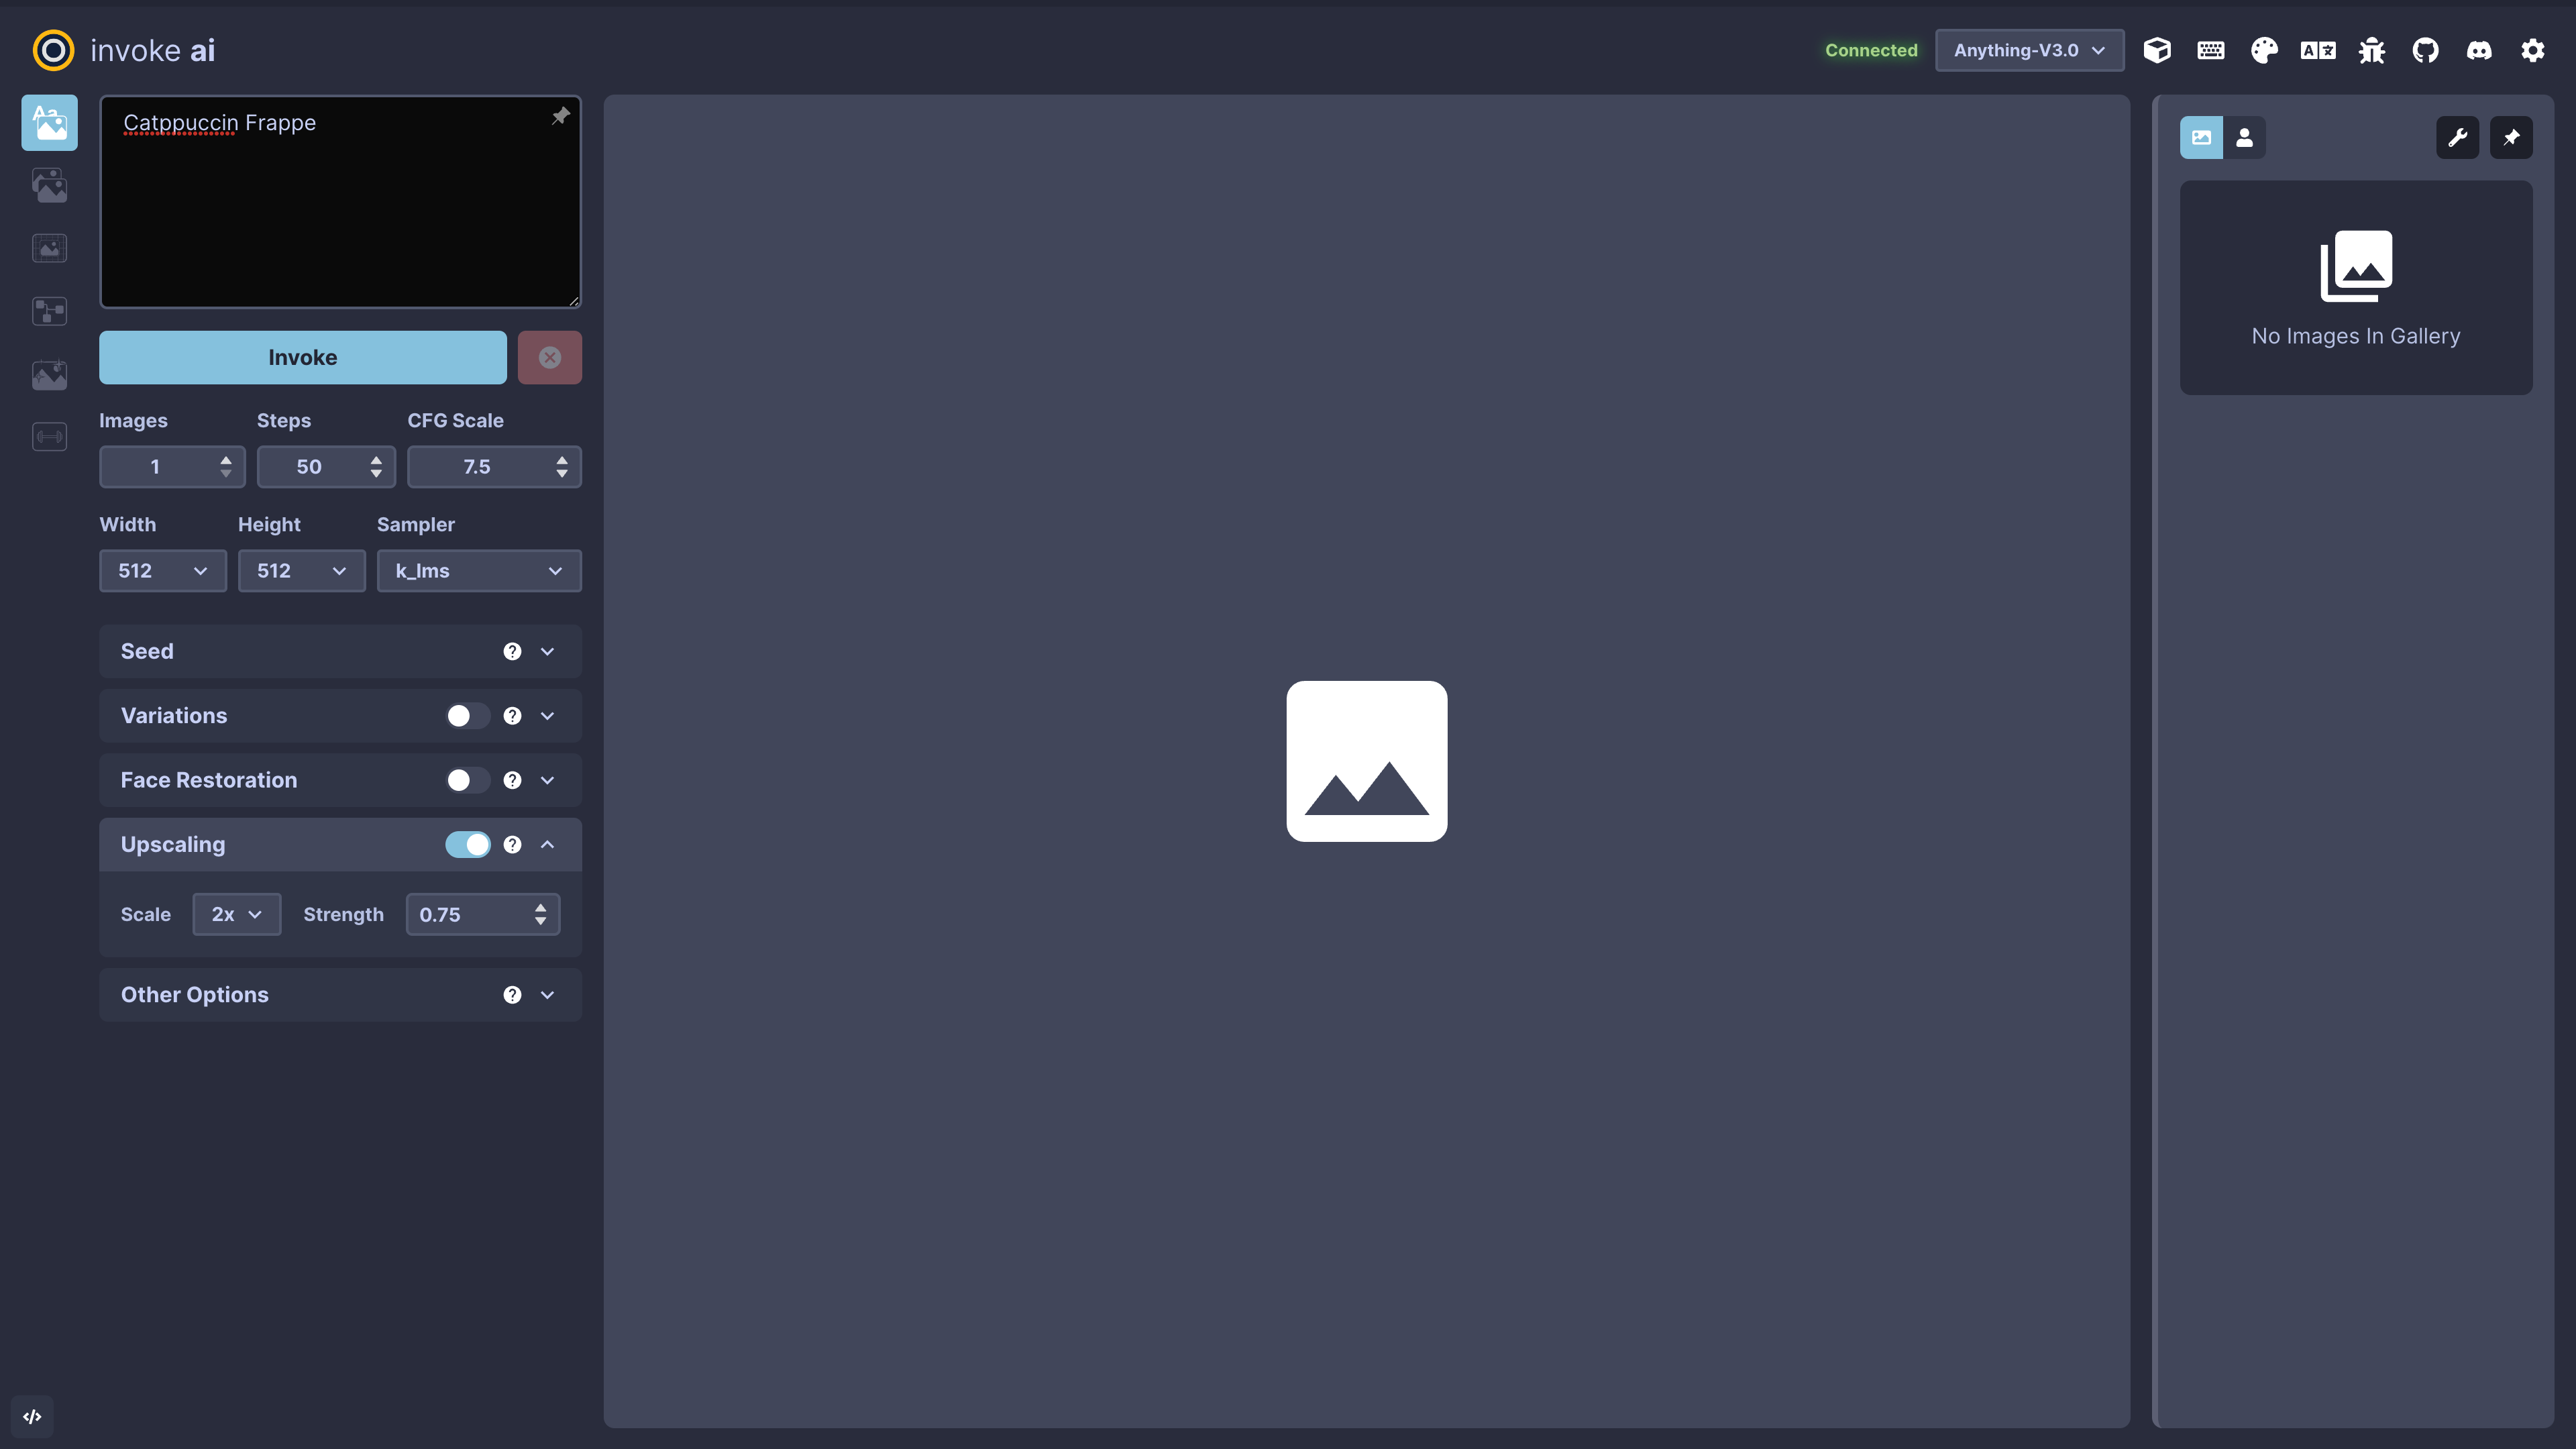 invoke ai
Connected
Anything-V3.0
Catppuccin Frappe
Invoke
Images Steps CFG Scale
1 50 7.5
Width Height Sampler
512 512 k_lms
Seed
Variations
Face Restoration
Upscaling
Scale 2x Strength 0.75
Other Options
No Images In Gallery